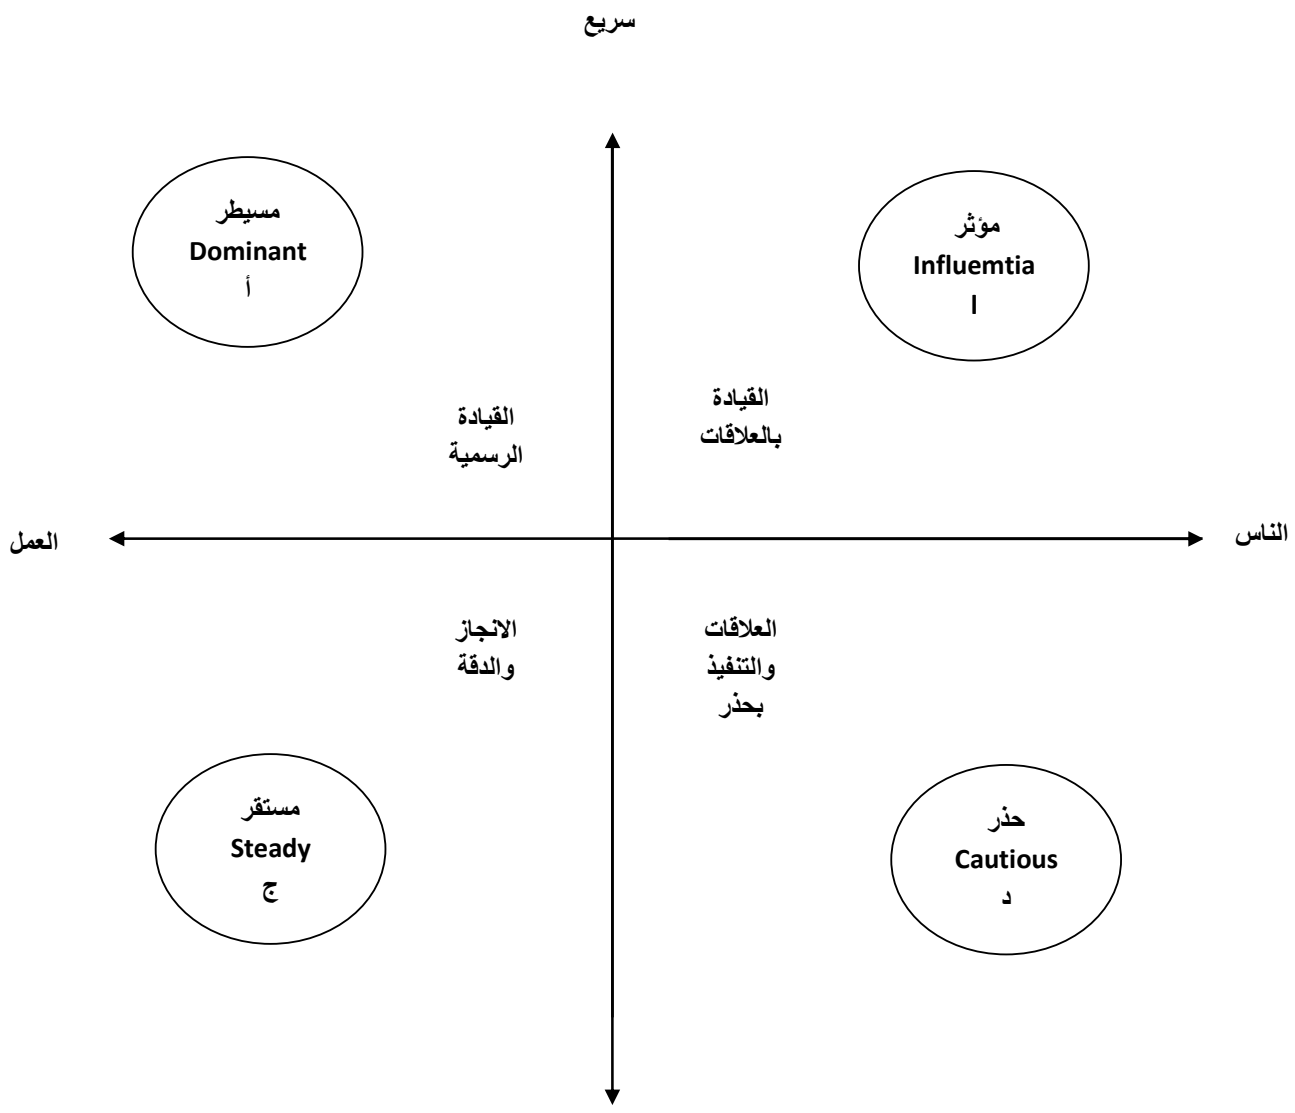 سريع
مسيطر
Dominant
أ
مؤثر
Influemtia
l
القيادة
الرسمية
القيادة
بالعلاقات
العمل
الناس
الانجاز
والدقة
العلاقات
والتنفيذ
بحذر
مستقر
Steady
ج
حذر
Cautious
د